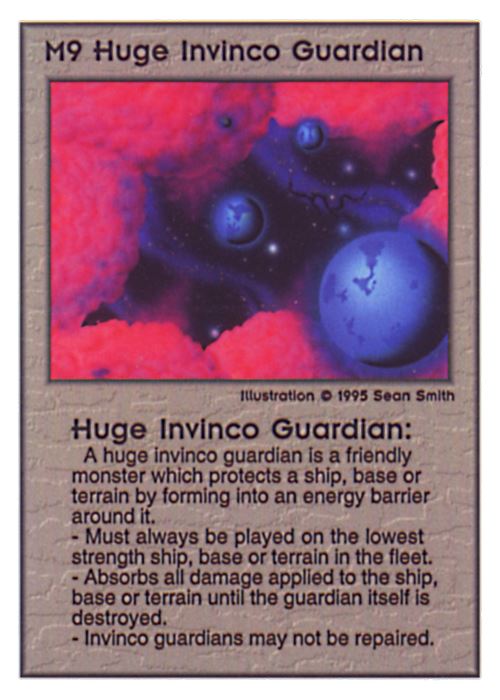 M9 Huge Invinco Guardian
Illustration © 1995 Sean Smith
Huge Invinco Guardian:
A huge invinco guardian is a friendly
monster which protects a ship, base or
terrain by forming into an energy barrier
around it.
- Must always be played on the lowest
strength ship, base or terrain in the fleet.
- Absorbs all damage applied to the ship,
base or terrain until the guardian itself is
destroyed.
- Invinco guardians may not be repaired.